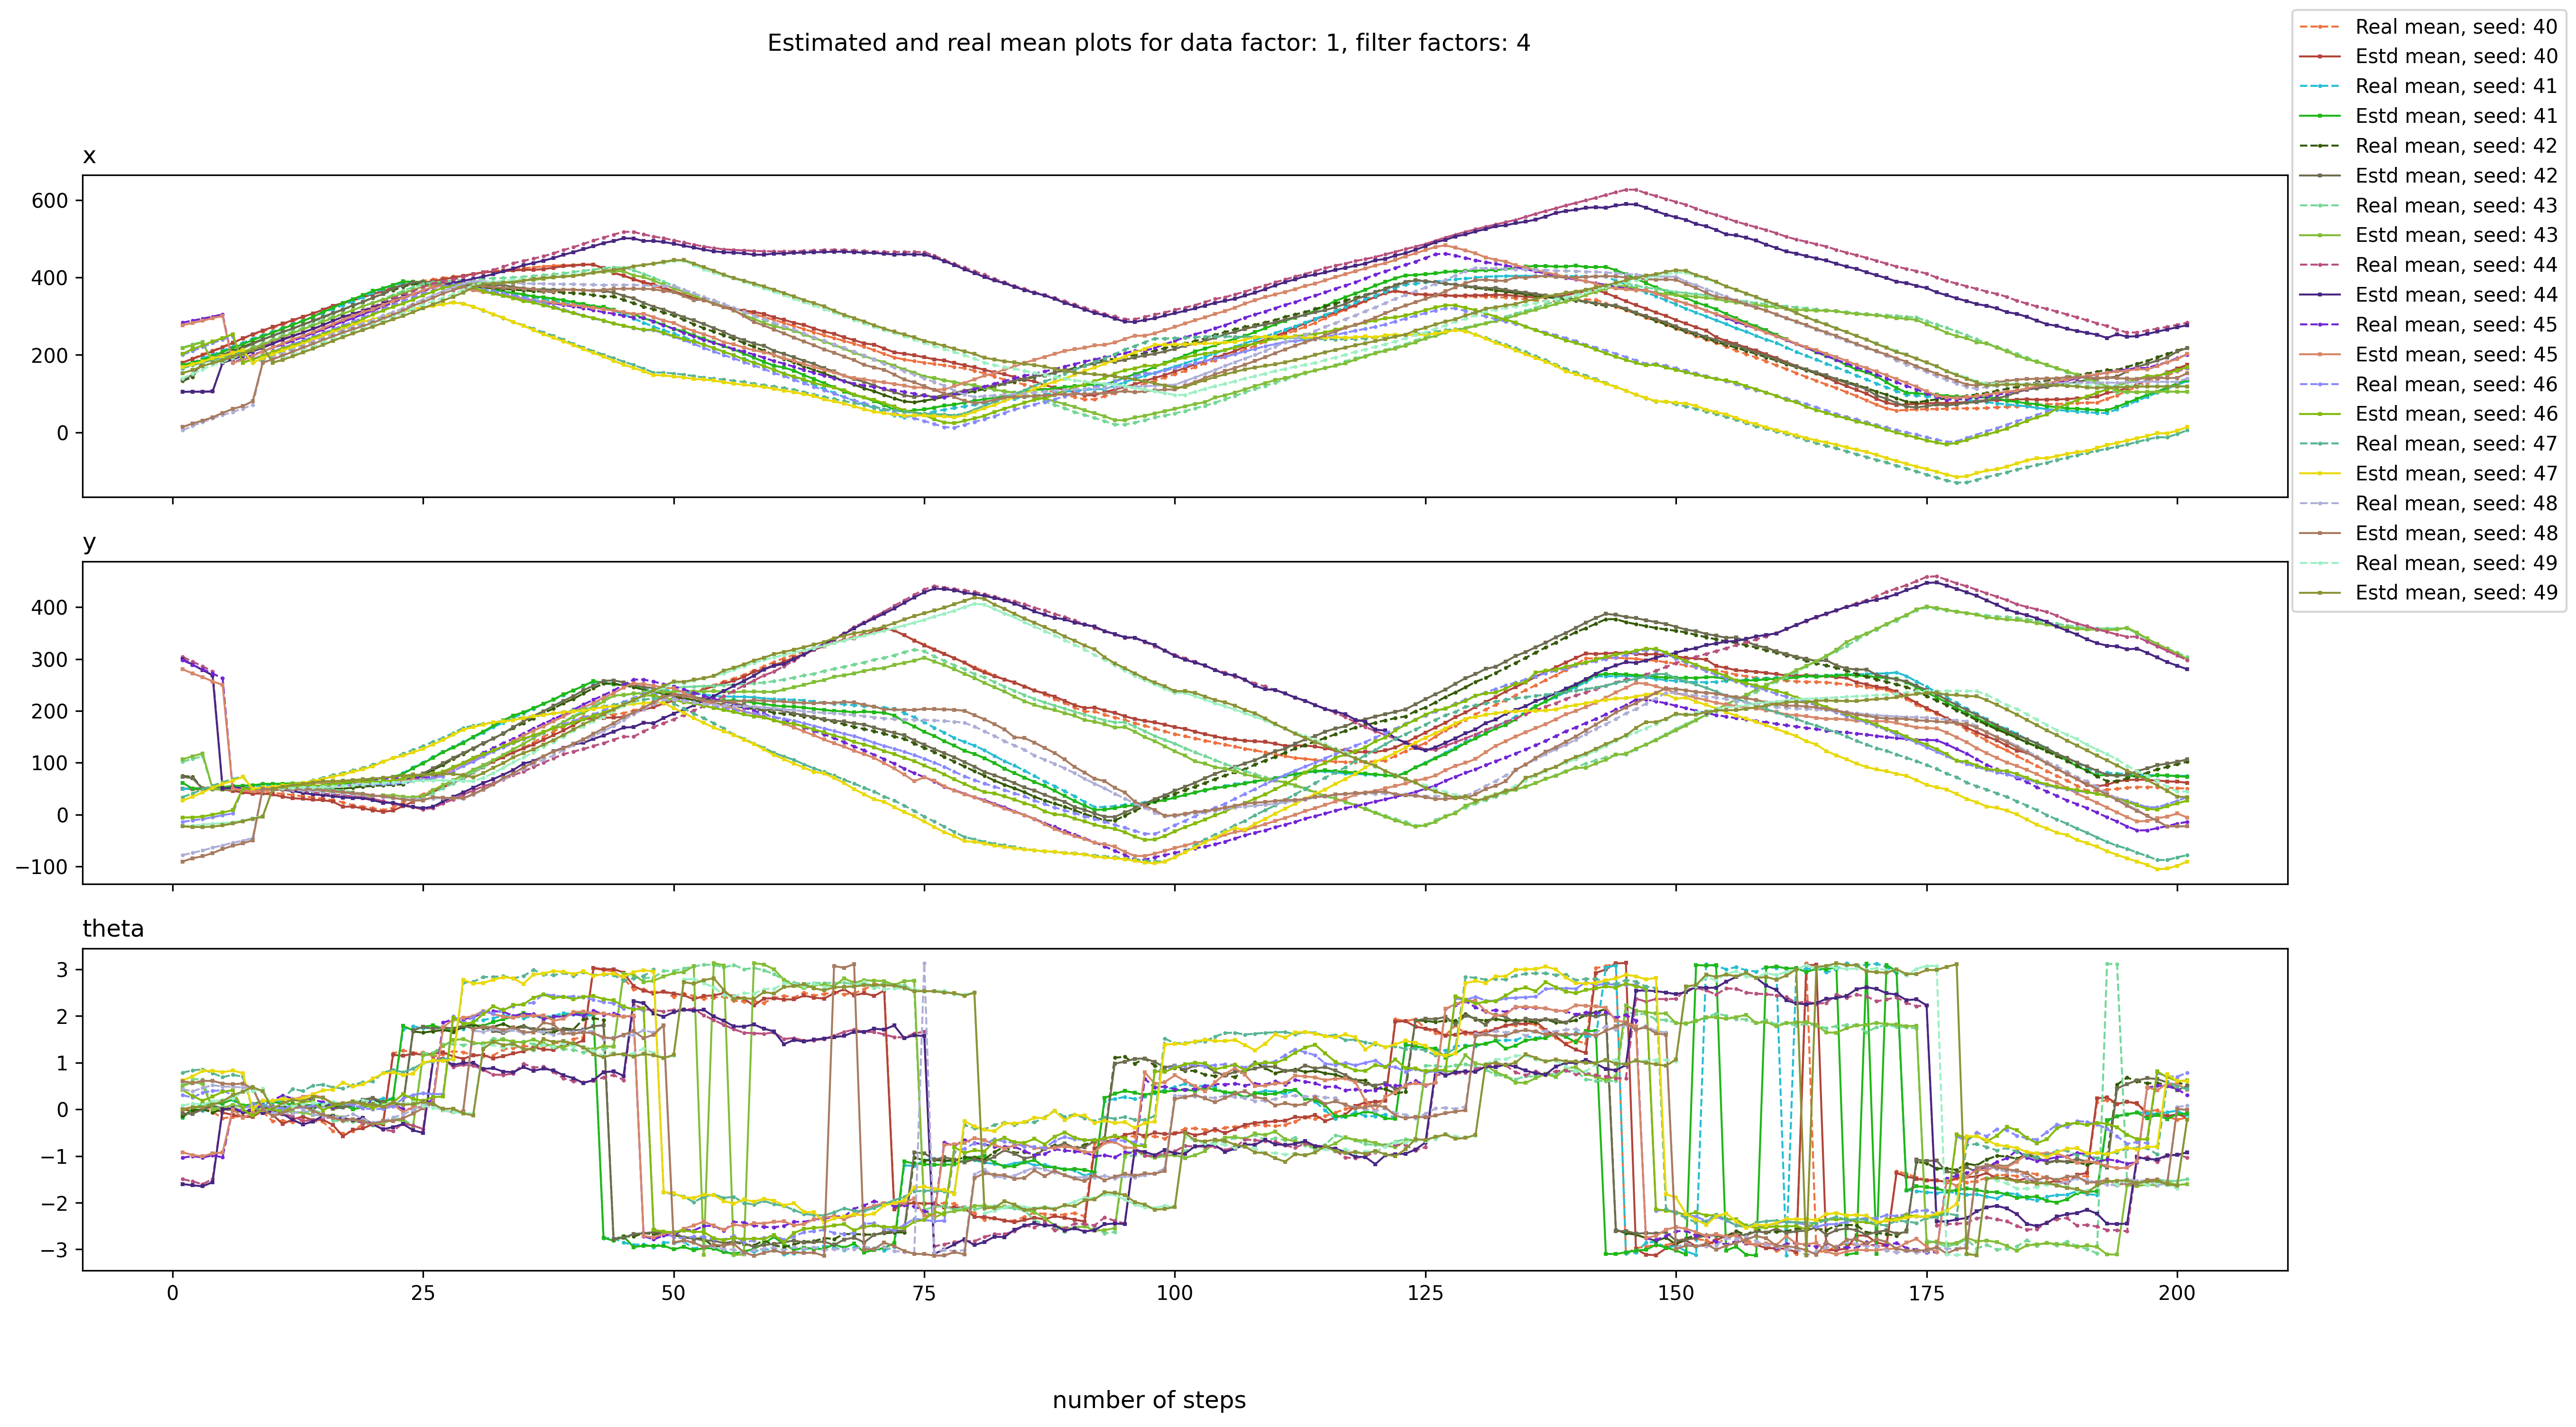 Estimated and real mean plots for data factor: 1, filter factors: 4
Real mean, seed: 40
Estd mean, seed: 40
Real mean, seed: 41
Estd mean, seed: 41
Real mean, seed: 42
Estd mean, seed: 42
Real mean, seed: 43
Estd mean, seed: 43
Real mean, seed: 44
Estd mean, seed: 44
Real mean, seed: 45
Estd mean, seed: 45
Real mean, seed: 46
Estd mean, seed: 46
Real mean, seed: 47
Estd mean, seed: 47
Real mean, seed: 48
Estd mean, seed: 48
Real mean, seed: 49
Estd mean, seed: 49
x
600
400
200
0
y
400
300
200
100
0
−100
theta
3
2
1
0
−1
−2
−3
0 25 50 75 100 125 150 175 200
number of steps